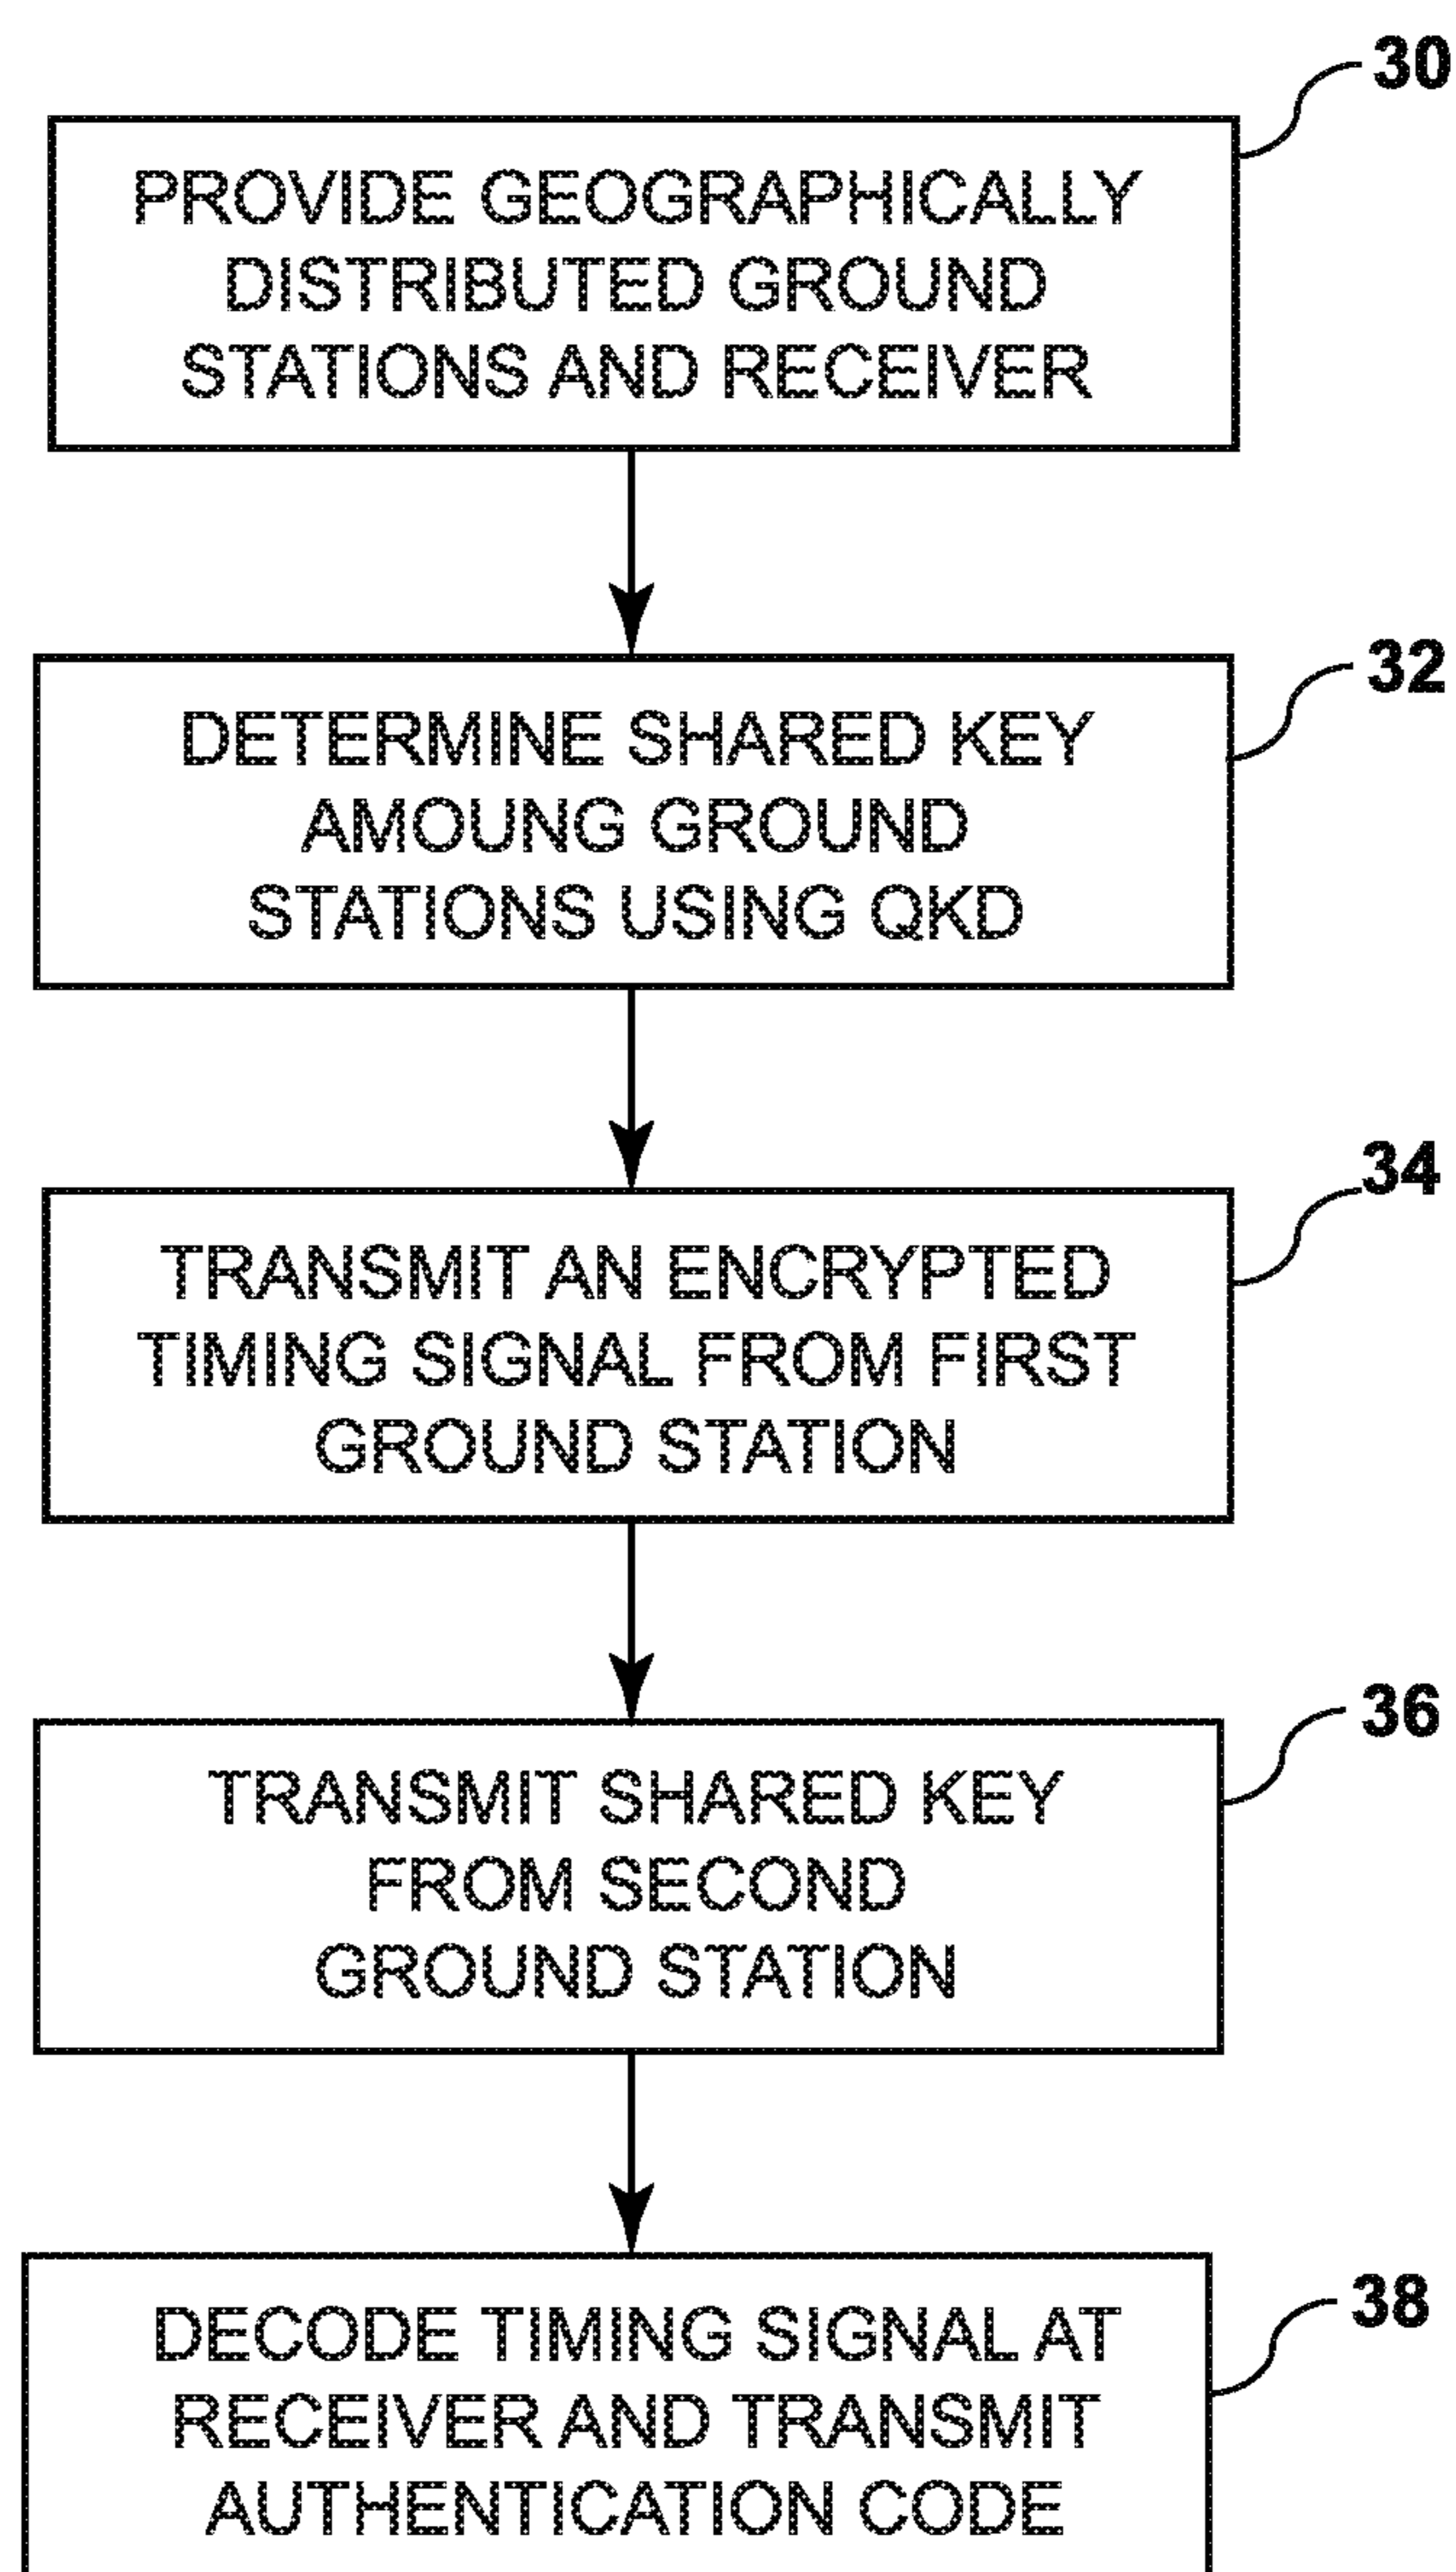 30
PROVIDE GEOGRAPHICALLY
DISTRIBUTED GROUND
STATIONS AND RECEIVER
32
DETERMINE SHARED KEY
AMOUNG GROUND
STATIONS USING QKD
34
TRANSMIT AN ENCRYPTED
TIMING SIGNAL FROM FIRST
GROUND STATION
36
TRANSMIT SHARED KEY
FROM SECOND
GROUND STATION
38
DECODE TIMING SIGNAL AT
RECEIVER AND TRANSMIT
AUTHENTICATION CODE